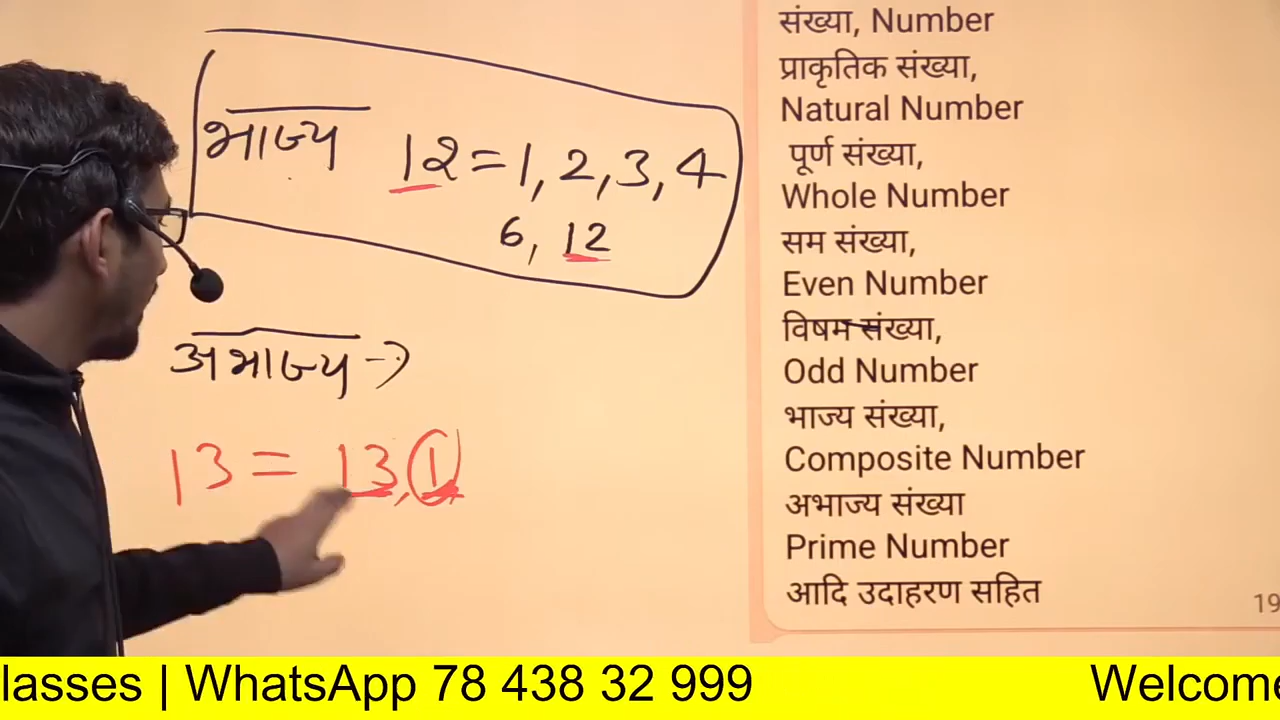 भाज्य 12 = 1, 2, 3, 4
6, 12
अभाज्य →
13 = 13, 1
संख्या, Number
प्राकृतिक संख्या,
Natural Number
पूर्ण संख्या,
Whole Number
सम संख्या,
Even Number
विषम संख्या,
Odd Number
भाज्य संख्या,
Composite Number
अभाज्य संख्या
Prime Number
आदि उदाहरण सहित
19
lasses | WhatsApp 78 438 32 999 Welcome